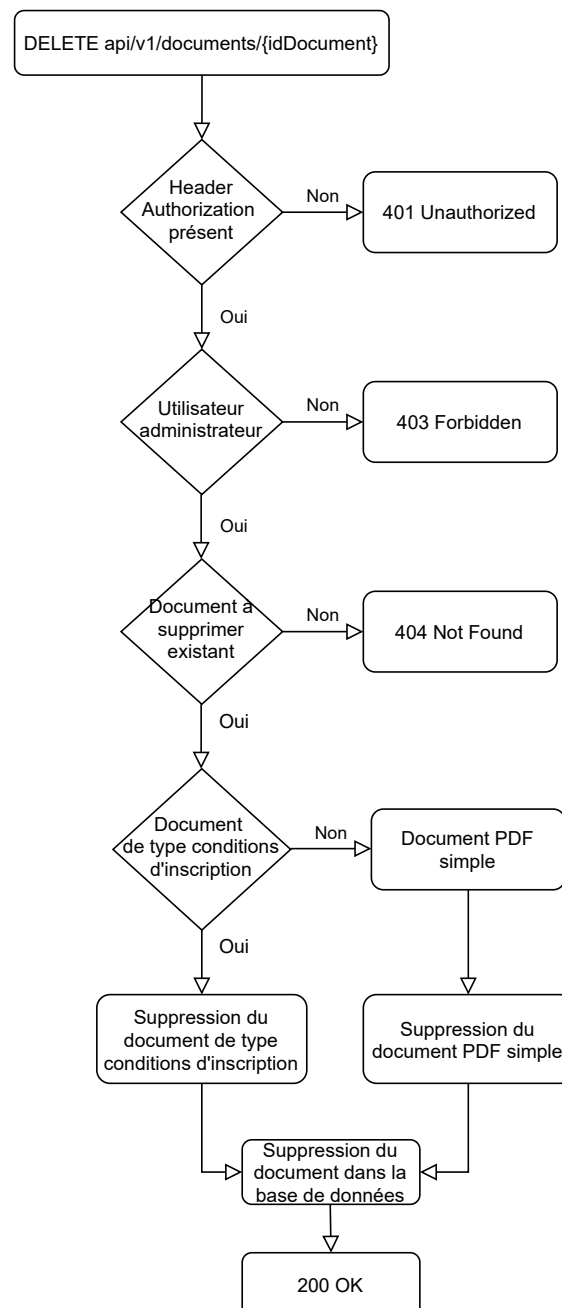 DELETE api/v1/documents/{idDocument}
Header
Authorization
présent
Non
401 Unauthorized
Oui
Utilisateur
administrateur
Non
403 Forbidden
Oui
Document à
supprimer
existant
Non
404 Not Found
Oui
Document
de type conditions
d'inscription
Non
Document PDF
simple
Oui
Suppression du
document de type
conditions d'inscription
Suppression du
document PDF simple
Suppression du
document dans la
base de données
200 OK